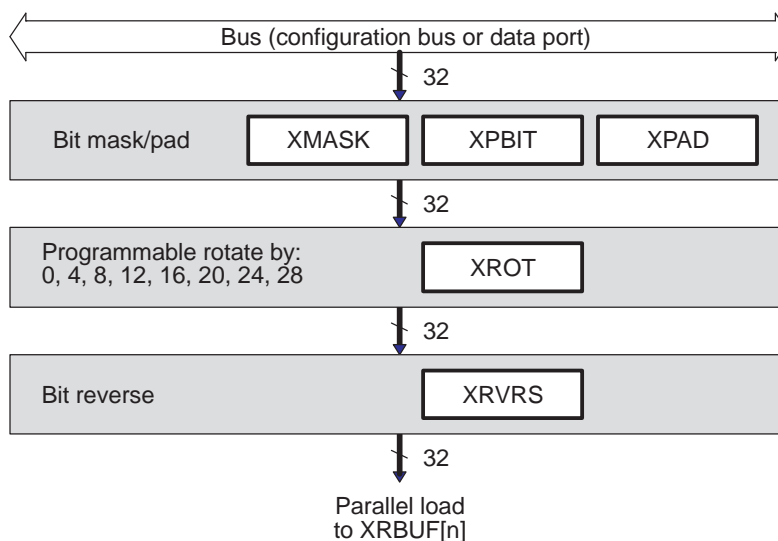 Bus (configuration bus or data port)
32
Bit mask/pad XMASK XPBIT XPAD
32
Programmable rotate by:
0, 4, 8, 12, 16, 20, 24, 28
XROT
32
Bit reverse XRVRS
32
Parallel load
to XRBUF[n]